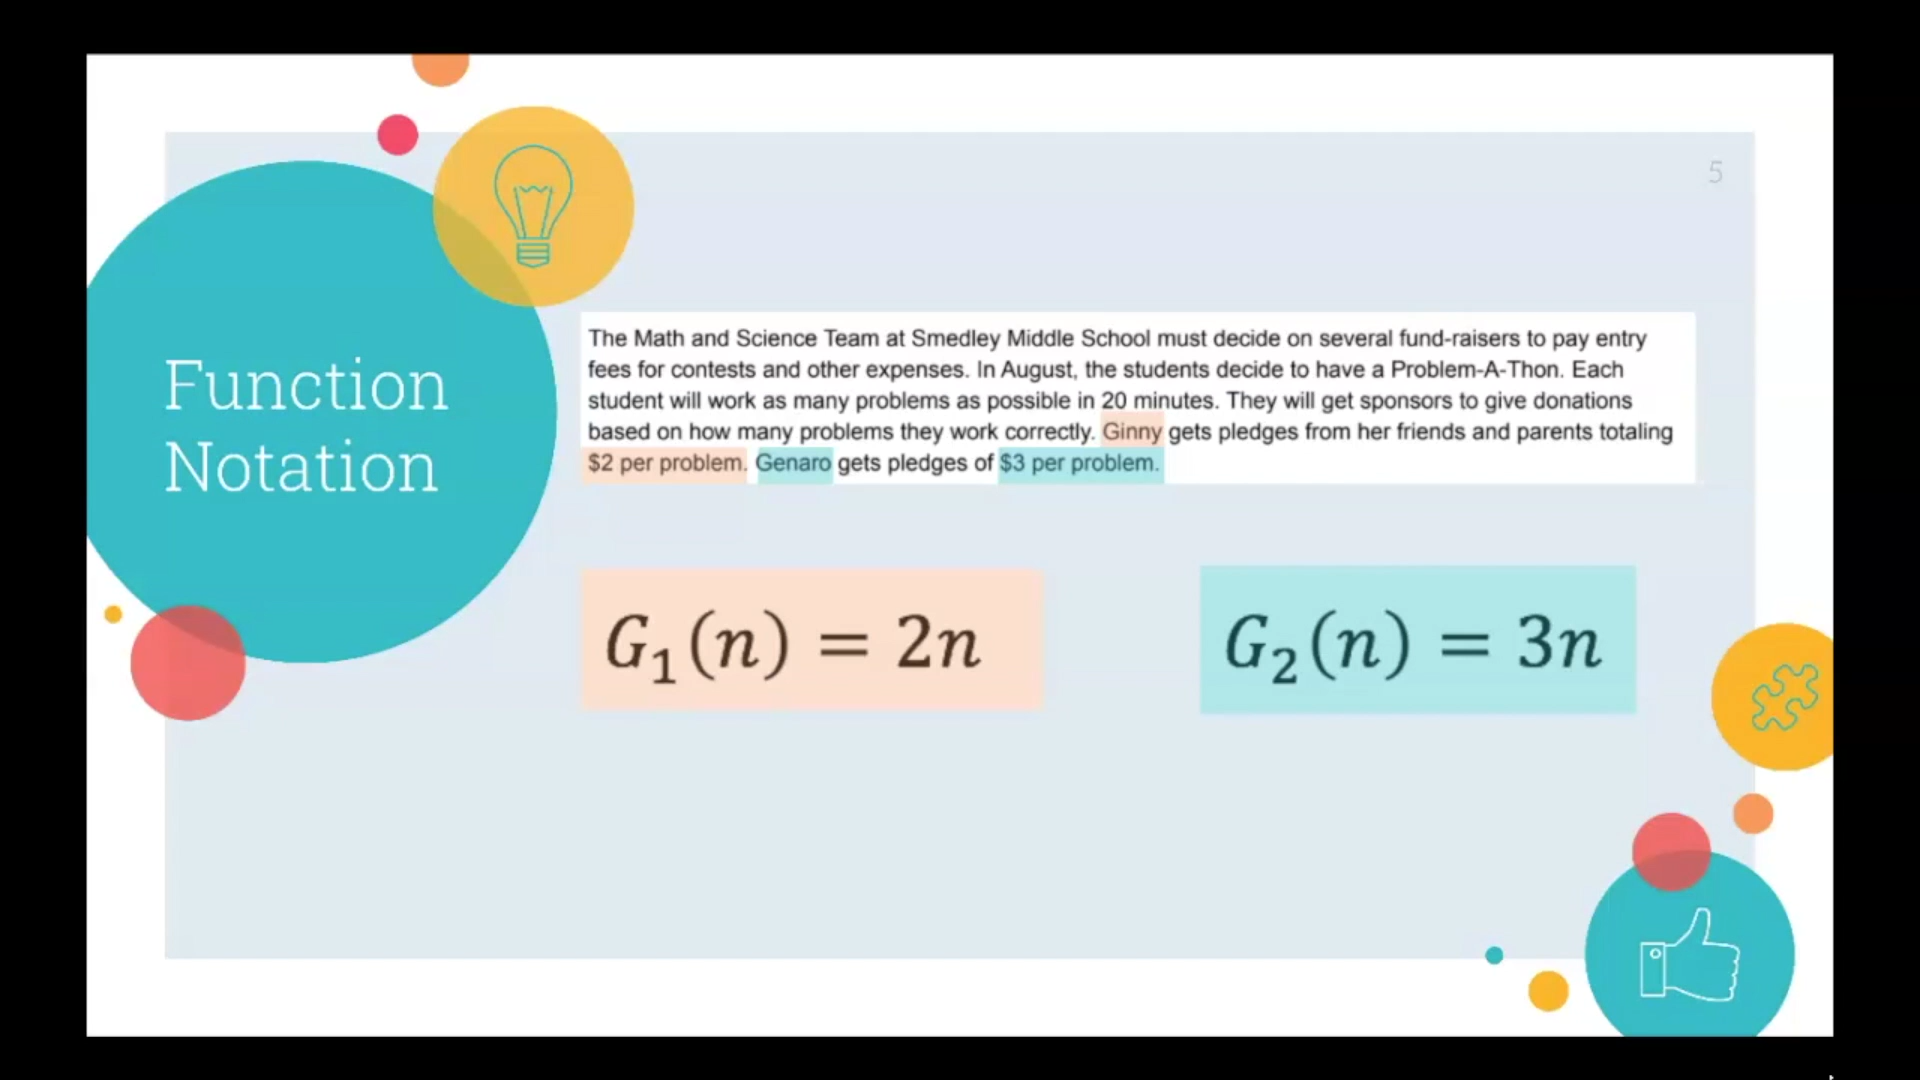 5
Function
Notation
The Math and Science Team at Smedley Middle School must decide on several fund-raisers to pay entry
fees for contests and other expenses. In August, the students decide to have a Problem-A-Thon. Each
student will work as many problems as possible in 20 minutes. They will get sponsors to give donations
based on how many problems they work correctly. Ginny gets pledges from her friends and parents totaling
$2 per problem. Genaro gets pledges of $3 per problem.
G₁(n) = 2n
G₂(n) = 3n